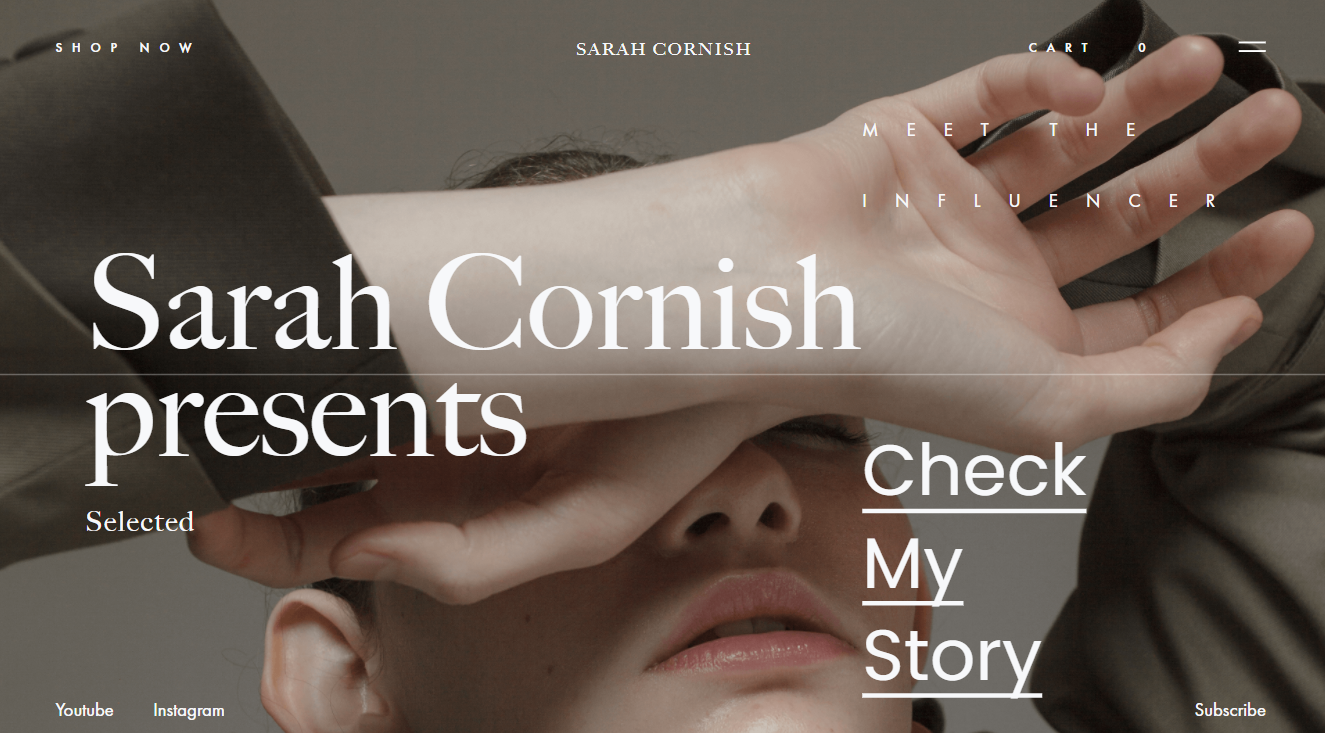 SHOP NOW
SARAH CORNISH
CART 0
MEET THE
INFLUENCER
Sarah Cornish
presents
Selected
Check
My
Story
Youtube
Instagram
Subscribe